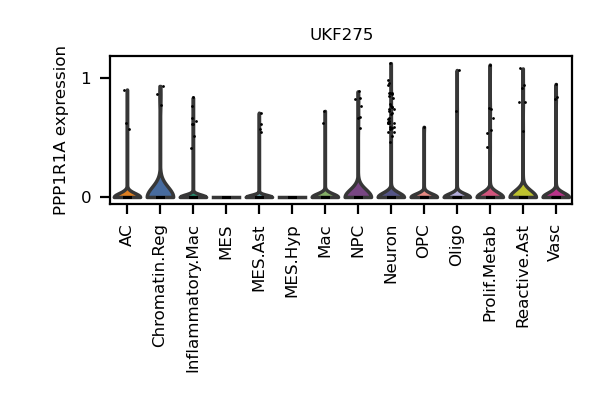 UKF275
PPP1R1A expression
1
0
AC
Chromatin.Reg
Inflammatory.Mac
MES
MES.Ast
MES.Hyp
Mac
NPC
Neuron
OPC
Oligo
Prolif.Metab
Reactive.Ast
Vasc